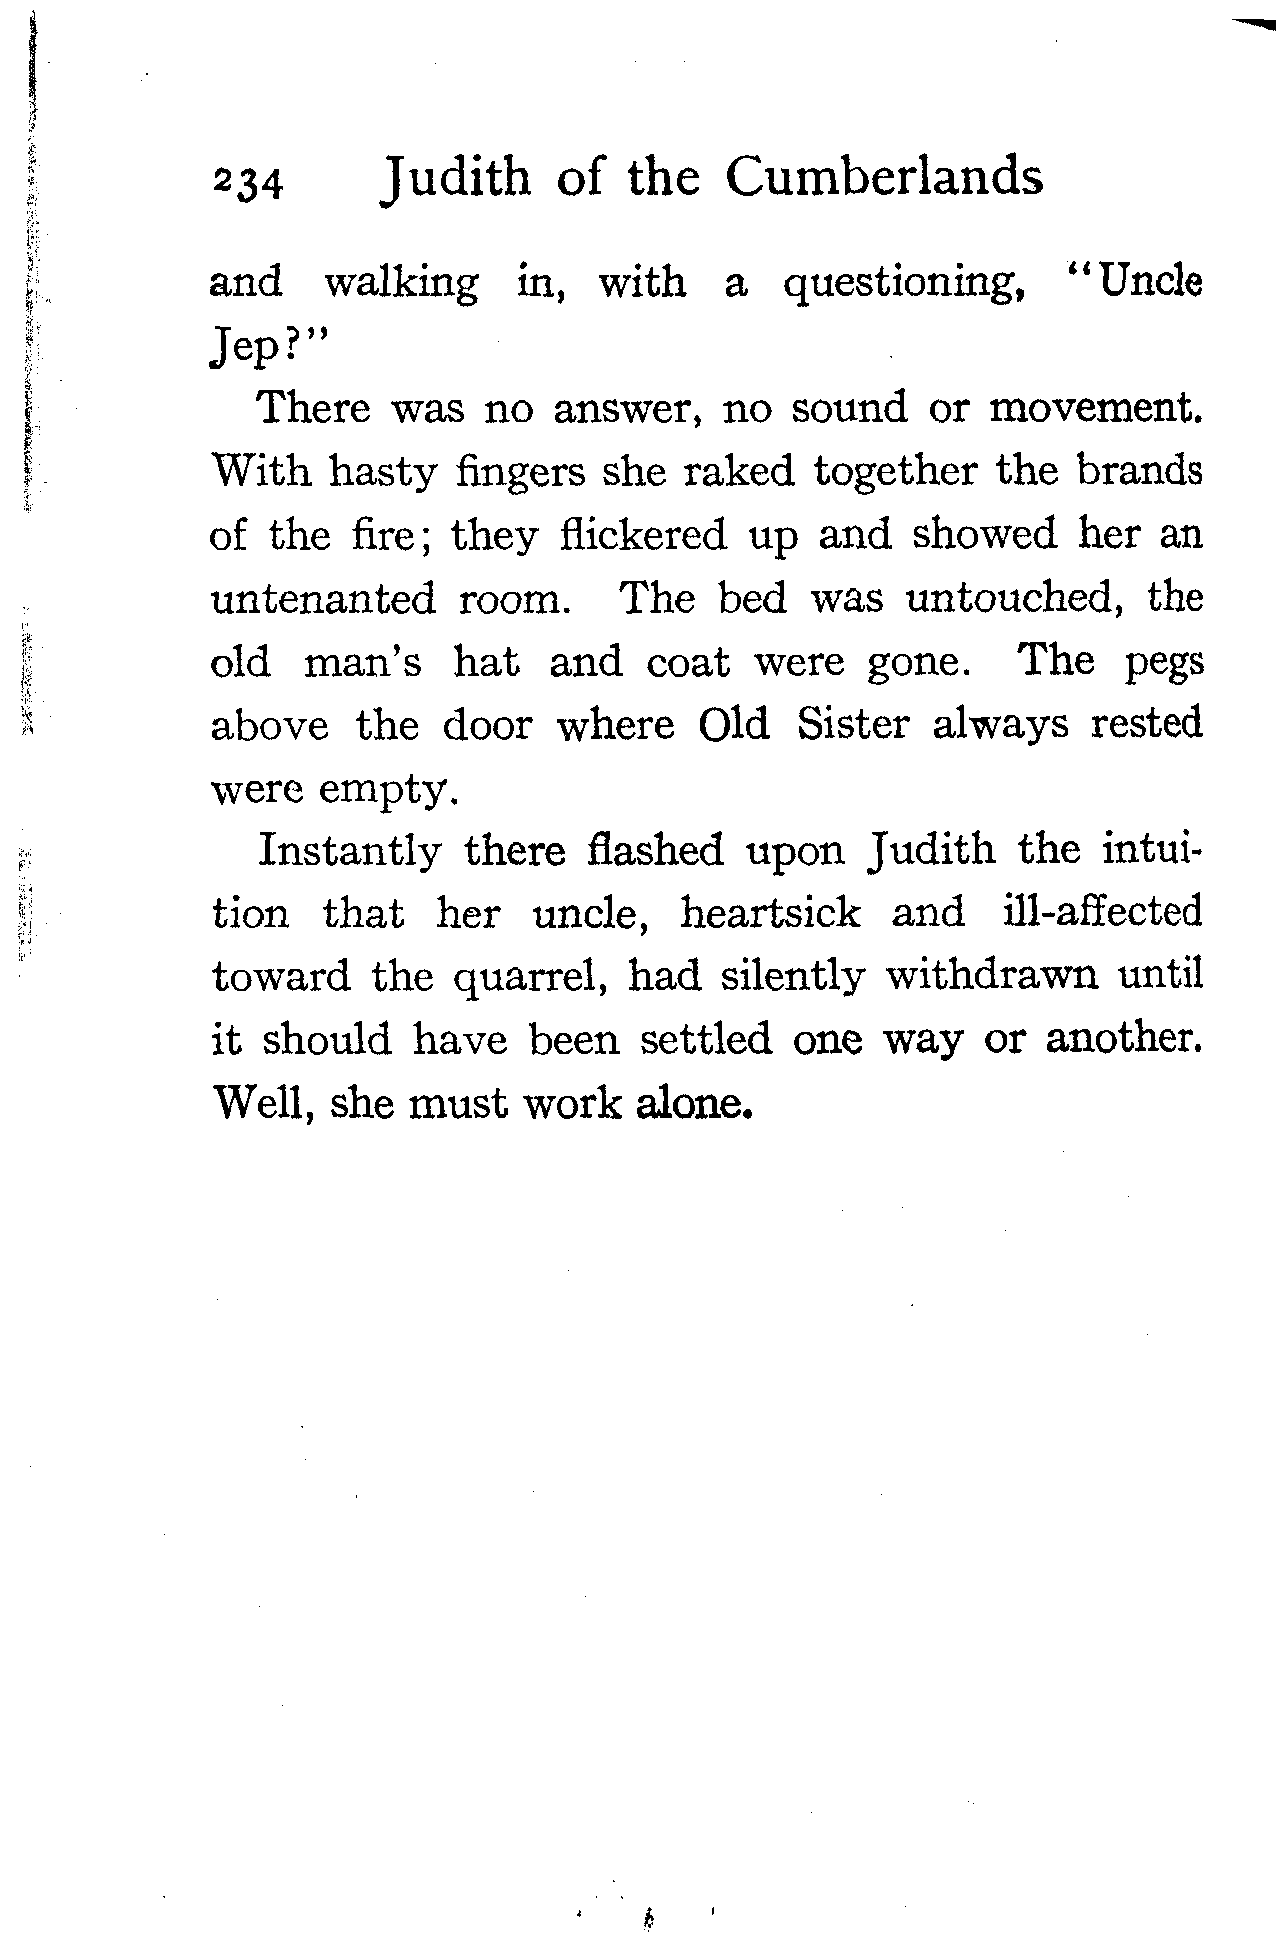 234 Judith of the Cumberlands
and walking in, with a questioning, "Uncle
Jep?"
There was no answer, no sound or movement.
With hasty fingers she raked together the brands
of the fire; they flickered up and showed her an
untenanted room. The bed was untouched, the
old man's hat and coat were gone. The pegs
above the door where Old Sister always rested
were empty.
Instantly there flashed upon Judith the intui-
tion that her uncle, heartsick and ill-affected
toward the quarrel, had silently withdrawn until
it should have been settled one way or another.
Well, she must work alone.